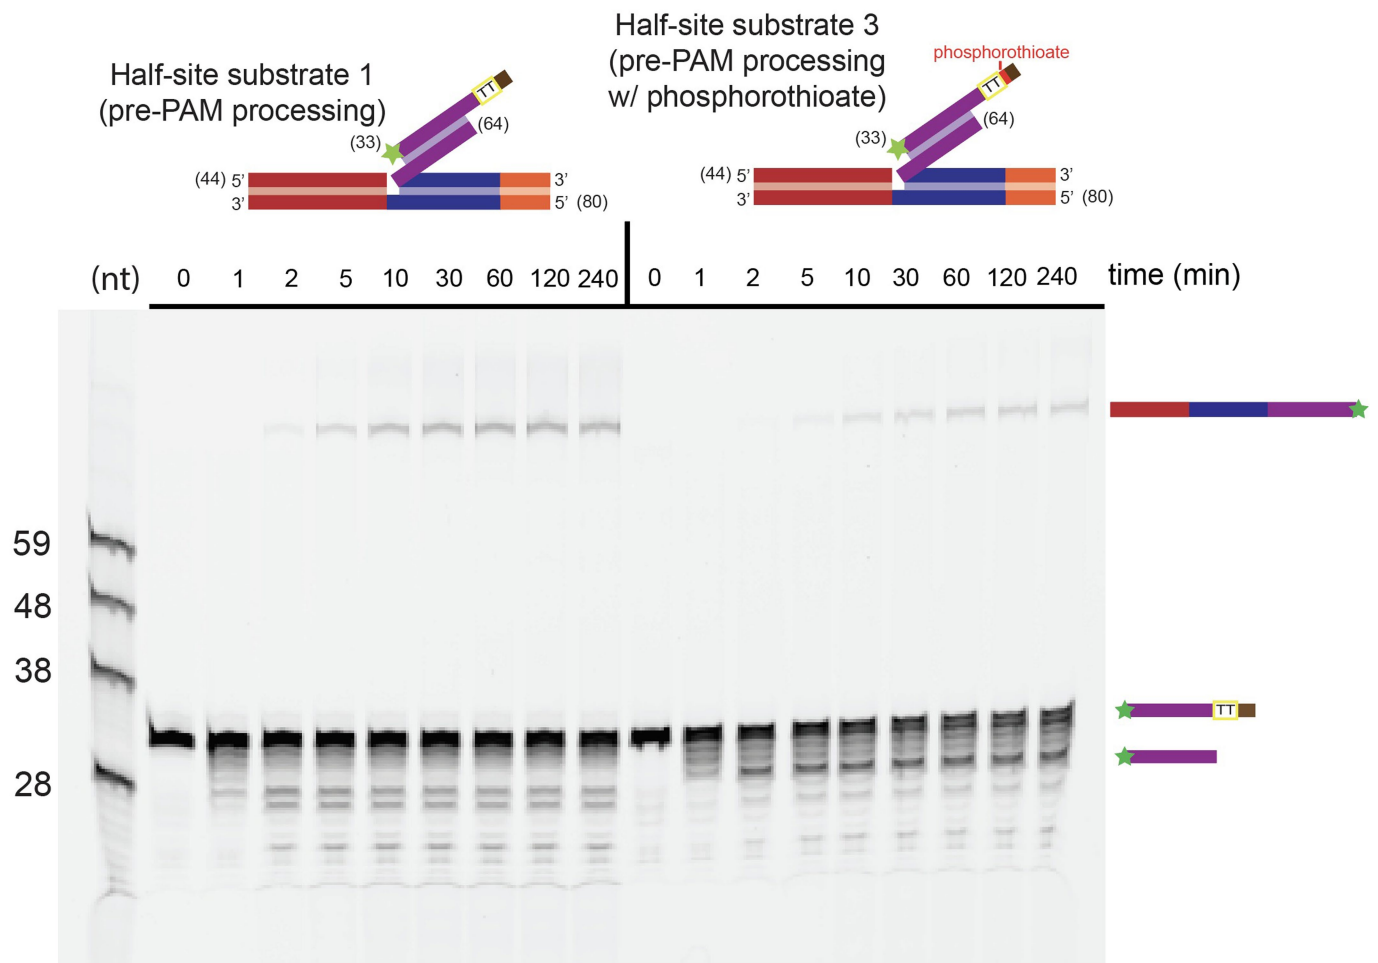 Half-site substrate 1
(pre-PAM processing)
Half-site substrate 3
(pre-PAM processing
w/ phosphorothioate)
phosphorothioate
TT
(64)
(33)
(44) 5’ 3’
3’ 5’ (80)
TT
(64)
(33)
(44) 5’ 3’
3’ 5’ (80)
(nt) 0 1 2 5 10 30 60 120 240 0 1 2 5 10 30 60 120 240 time (min)
59
48
38
28
TT